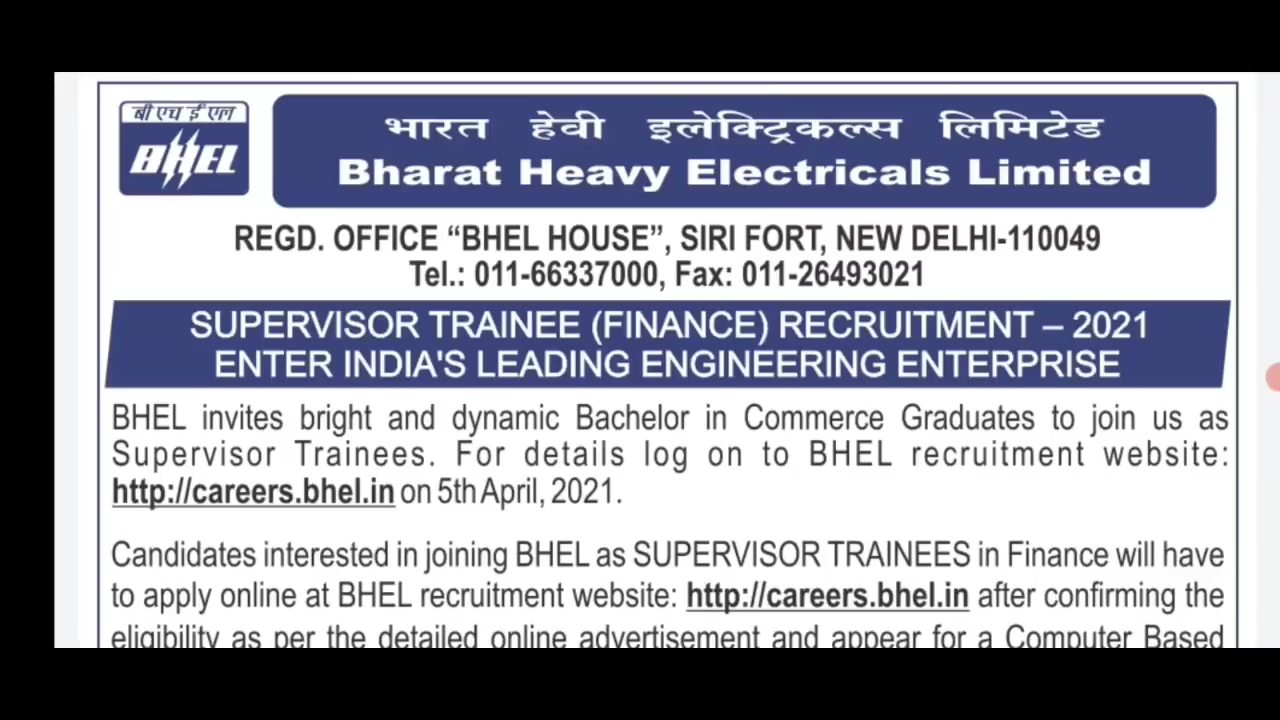 बी एच ई एल
BHEL
भारत हेवी इलेक्ट्रिकल्स लिमिटेड
Bharat Heavy Electricals Limited
REGD. OFFICE “BHEL HOUSE”, SIRI FORT, NEW DELHI-110049
Tel.: 011-66337000, Fax: 011-26493021
SUPERVISOR TRAINEE (FINANCE) RECRUITMENT – 2021
ENTER INDIA'S LEADING ENGINEERING ENTERPRISE
BHEL invites bright and dynamic Bachelor in Commerce Graduates to join us as
Supervisor Trainees. For details log on to BHEL recruitment website:
http://careers.bhel.in on 5th April, 2021.
Candidates interested in joining BHEL as SUPERVISOR TRAINEES in Finance will have
to apply online at BHEL recruitment website: http://careers.bhel.in after confirming the
eligibility as per the detailed online advertisement and appear for a Computer Based